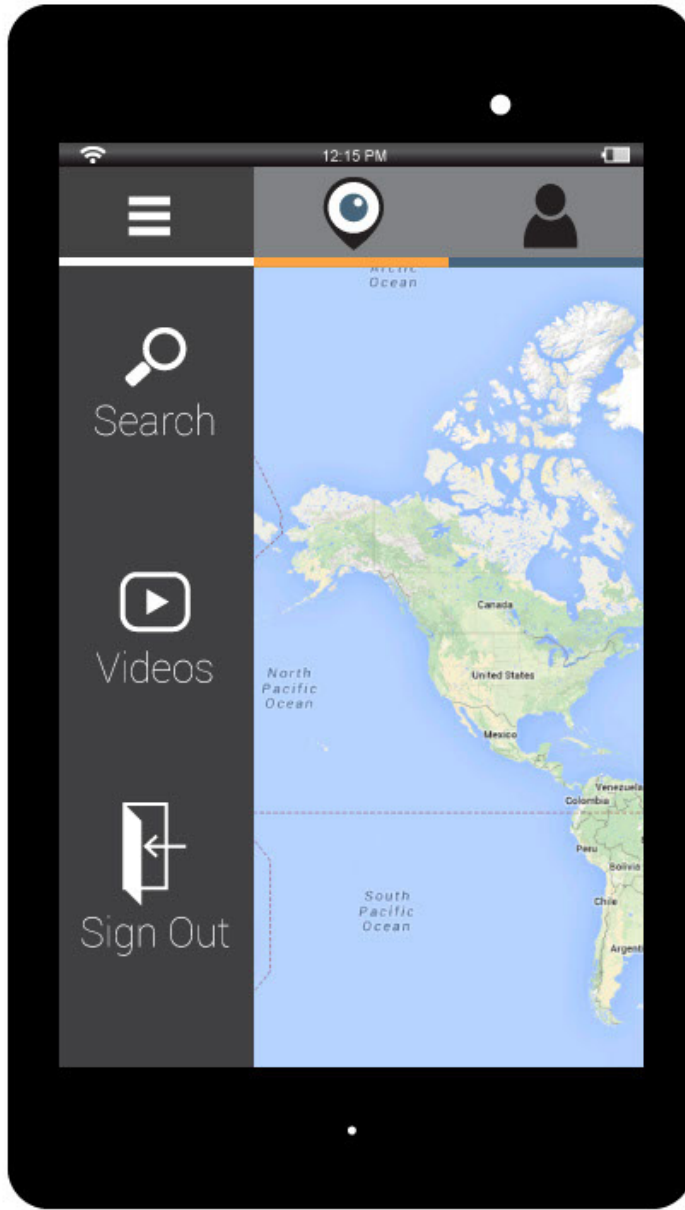 12:15 PM
Arctic
Ocean
Search
Canada
Videos
North
Pacific
Ocean
United States
Mexico
Venezuela
Colombia
Peru
Bolivia
South
Pacific
Ocean
Chile
Argenti
Sign Out